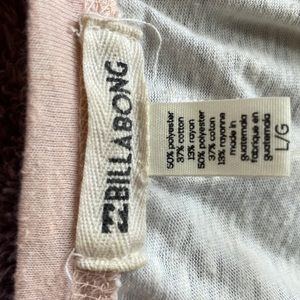 BILLABONG
50% polyester
37% cotton
13% rayon
50% polyester
37% coton
13% rayonne
made in
guatemala
fabriqué en
guatemala
L/G